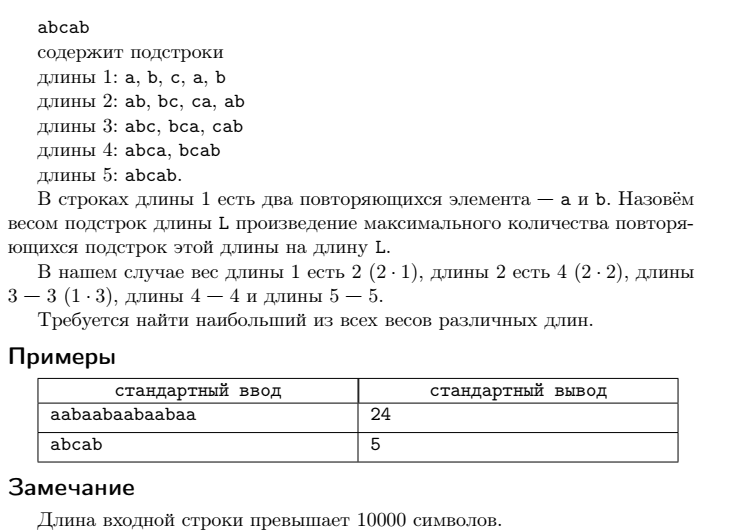 abcab
содержит подстроки
длины 1: a, b, c, a, b
длины 2: ab, bc, ca, ab
длины 3: abc, bca, cab
длины 4: abca, bcab
длины 5: abcab.
В строках длины 1 есть два повторяющихся элемента — a и b. Назовём
весом подстрок длины L произведение максимального количества повторя-
ющихся подстрок этой длины на длину L.
В нашем случае вес длины 1 есть 2 (2 · 1), длины 2 есть 4 (2 · 2), длины
3 — 3 (1 · 3), длины 4 — 4 и длины 5 — 5.
Требуется найти наибольший из всех весов различных длин.
Примеры
стандартный ввод стандартный вывод
aabaabaabaabaa 24
abcab 5
Замечание
Длина входной строки превышает 10000 символов.